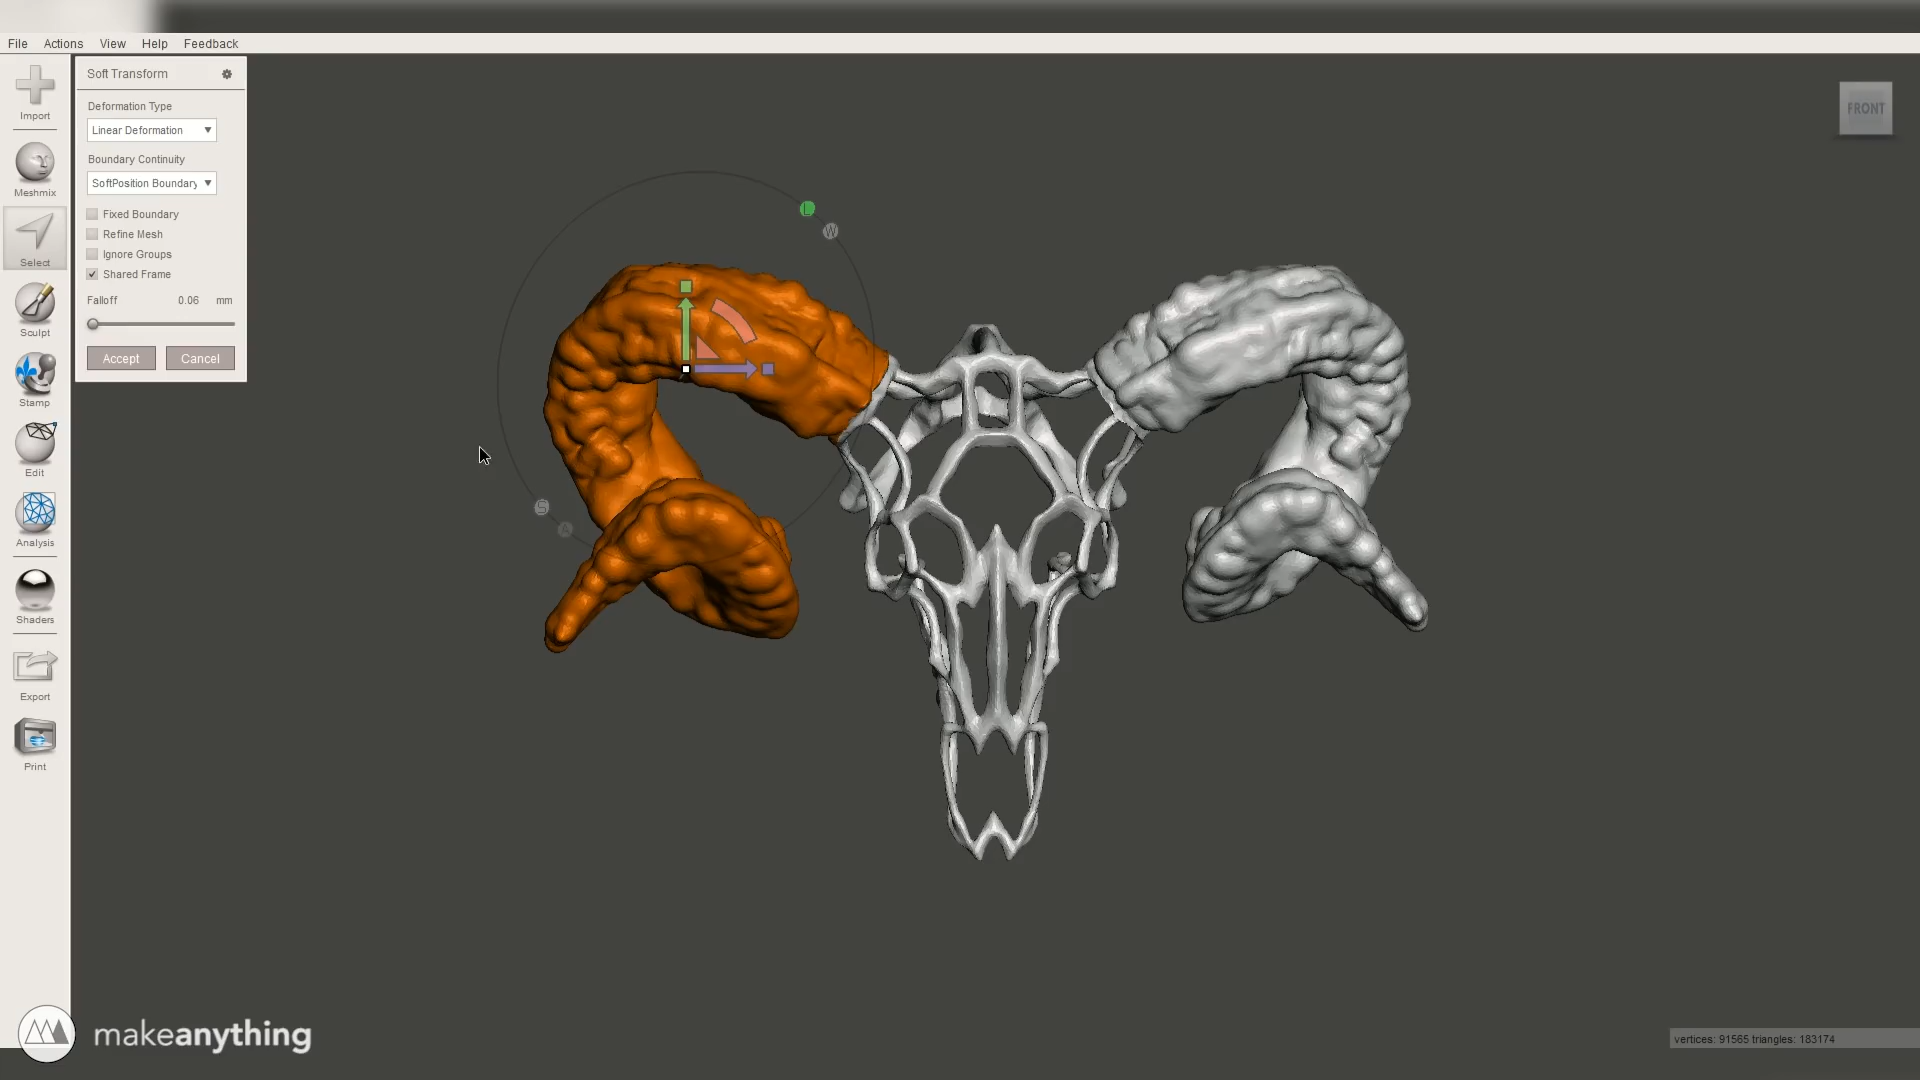 File Actions View Help Feedback
Import
Meshmix
Select
Sculpt
Stamp
Edit
Analysis
Shaders
Export
Print
Soft Transform
Deformation Type
Linear Deformation
Boundary Continuity
SoftPosition Boundary
Fixed Boundary
Refine Mesh
Ignore Groups
Shared Frame
Falloff 0.06 mm
Accept Cancel
L
W
S
A
FRONT
makeanything
vertices: 91565 triangles: 183174